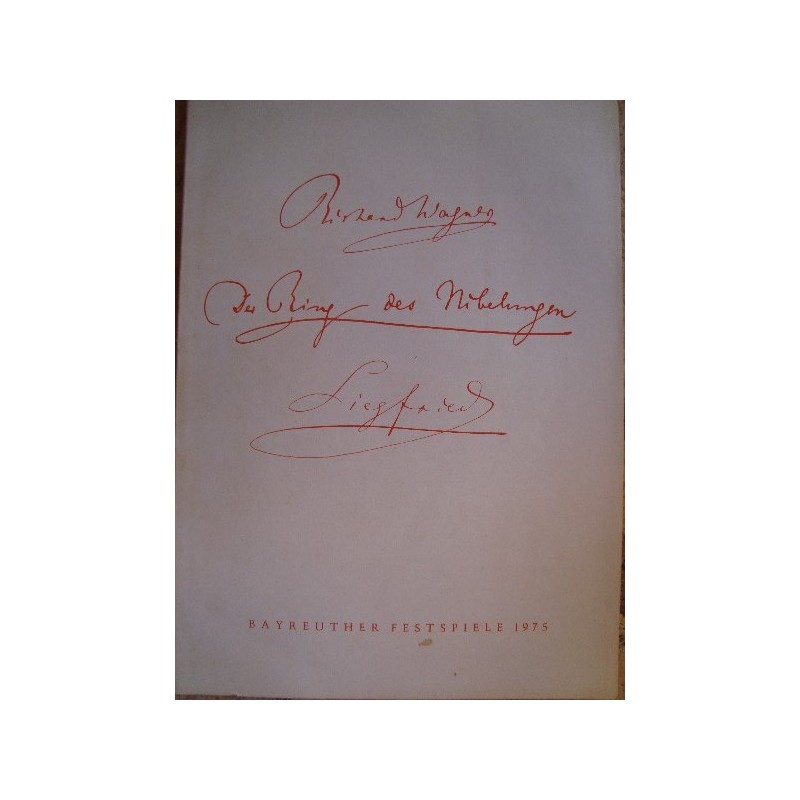 Richard Wagner
Der Ring des Nibelungen
Siegfried
BAYREUTHER FESTSPIELE 1975